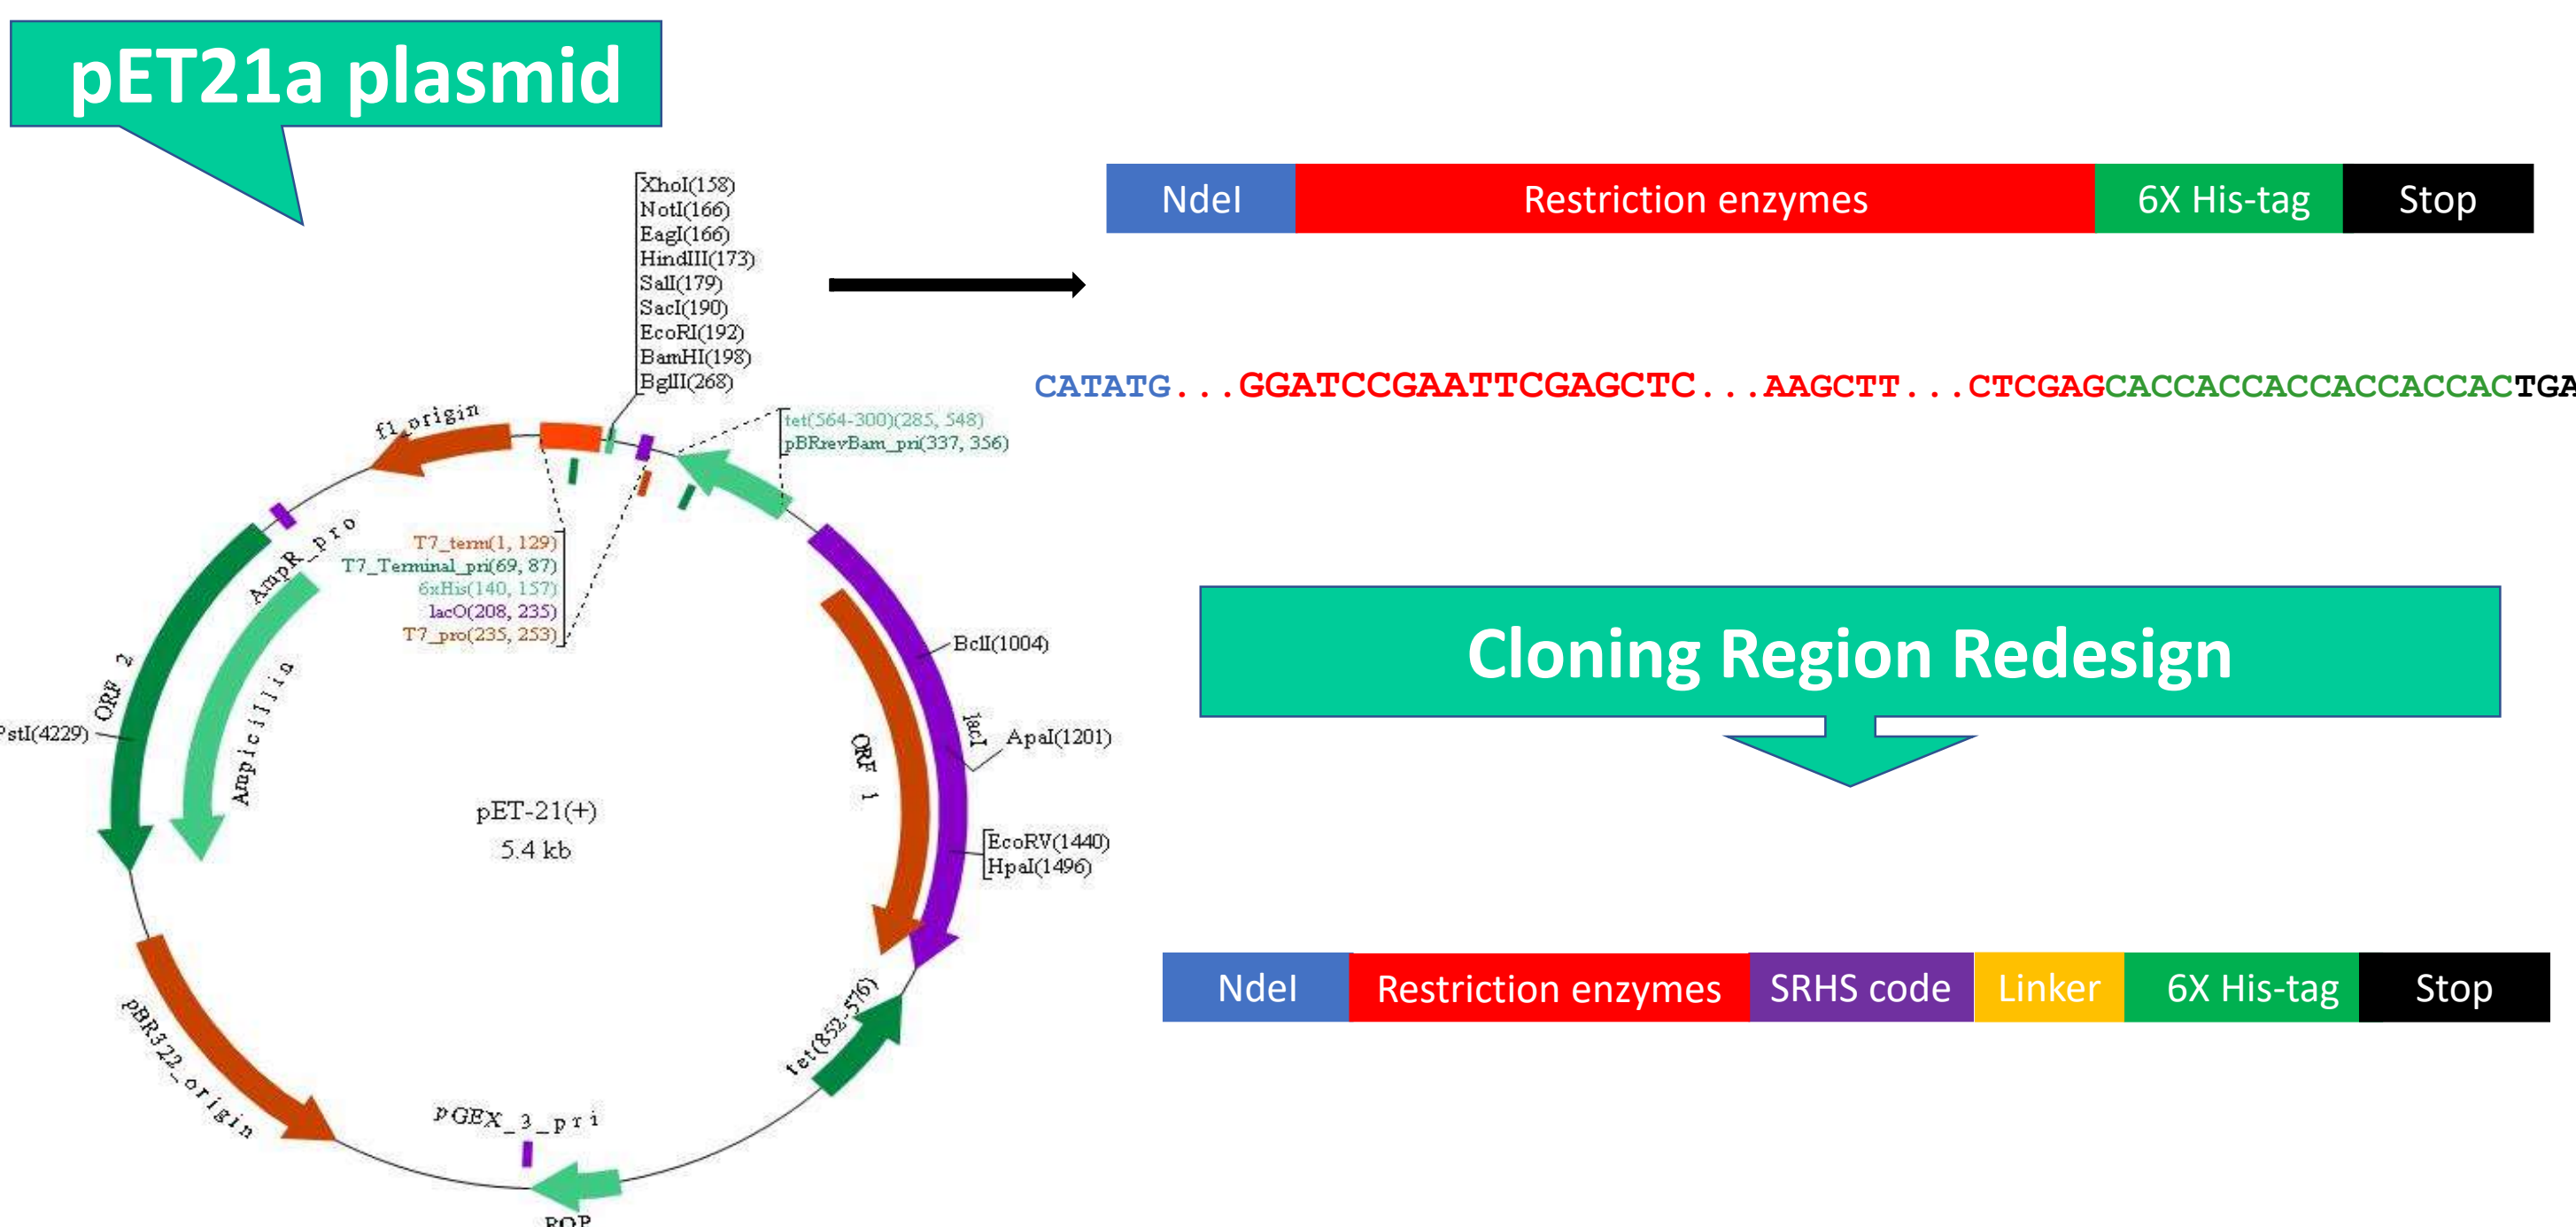 pET21a plasmid
XhoI(158)
NotI(166)
EagI(166)
HindIII(173)
SalI(179)
SacI(190)
EcoRI(192)
BamHI(198)
BglII(268)
NdeI
Restriction enzymes
6X His-tag
Stop
CATATG...GGATCCGAATTCGAGCTC...AAGCTT...CTCGAGCACCACCACCACCACCACTGA
f1_origin
tet(564-300)(285, 548)
pBRrevBam_pri(337, 356)
AmpR_pro
T7_term(1, 129)
T7_Terminal_pri(69, 87)
6xHis(140, 157)
lacO(208, 235)
T7_pro(235, 253)
ORF 2
Ampicillin
PstI(4229)
BclI(1004)
lacI
ApaI(1201)
ORF 1
EcoRV(1440)
HpaI(1496)
pET-21(+)
5.4 kb
tet(852-576)
pBR322_origin
pGEX_3_pri
ROP
Cloning Region Redesign
NdeI
Restriction enzymes
SRHS code
Linker
6X His-tag
Stop